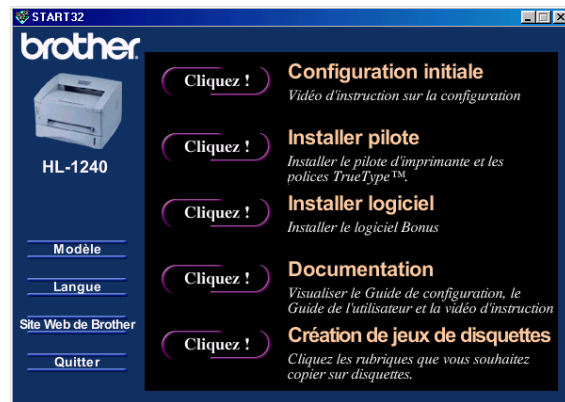 START32
brother
HL-1240
Modèle
Langue
Site Web de Brother
Quitter
Cliquez !
Configuration initiale
Vidéo d'instruction sur la configuration
Cliquez !
Installer pilote
Installer le pilote d'imprimante et les
polices TrueType™.
Cliquez !
Installer logiciel
Installer le logiciel Bonus
Cliquez !
Documentation
Visualiser le Guide de configuration, le
Guide de l'utilisateur et la vidéo d'instruction
Cliquez !
Création de jeux de disquettes
Cliquez les rubriques que vous souhaitez
copier sur disquettes.